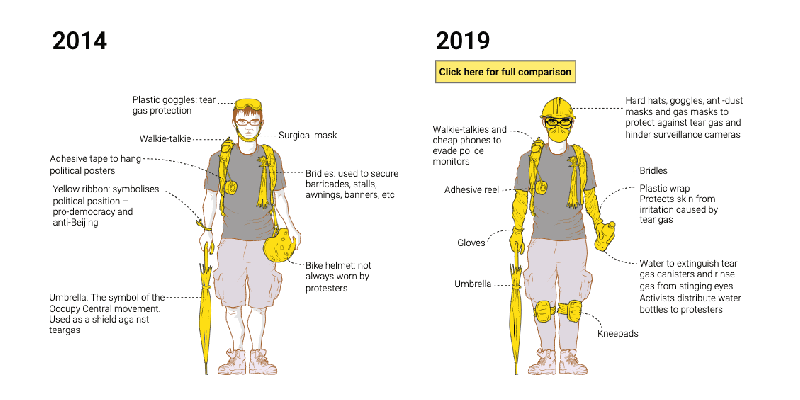 2014
Plastic goggles: tear
gas protection
Walkie-talkie
Surgical mask
Adhesive tape to hang
political posters
Bridles, used to secure
barricades, stalls,
awnings, banners, etc
Yellow ribbon: symbolises
political position –
pro-democracy and
anti-Beijing
Bike helmet: not
always worn by
protesters
Umbrella: The symbol of the
Occupy Central movement.
Used as a shield against
teargas
2019
Click here for full comparison
Hard hats, goggles, anti-dust
masks and gas masks to
protect against tear gas and
hinder surveillance cameras
Walkie-talkies and
cheap phones to
evade police
monitors
Bridles
Adhesive reel
Plastic wrap
Protects skin from
irritation caused by
tear gas
Gloves
Water to extinguish tear
gas canisters and rinse
gas from stinging eyes
Activists distribute water
bottles to protesters
Umbrella
Kneepads